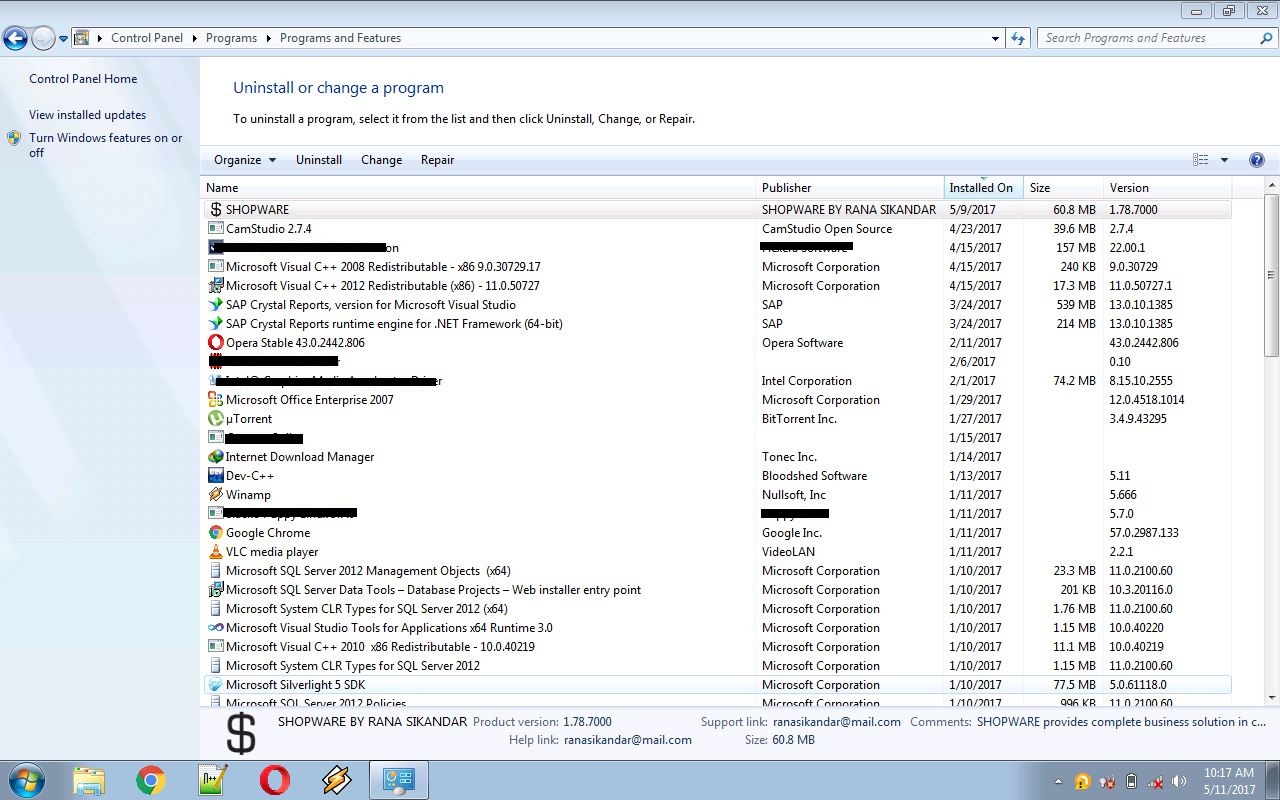 Control Panel ▸ Programs ▸ Programs and Features
Search Programs and Features
Control Panel Home
View installed updates
Turn Windows features on or
off
Uninstall or change a program
To uninstall a program, select it from the list and then click Uninstall, Change, or Repair.
Organize Uninstall Change Repair
Name Publisher Installed On Size Version
SHOPWARE SHOPWARE BY RANA SIKANDAR 5/9/2017 60.8 MB 1.78.7000
CamStudio 2.7.4 CamStudio Open Source 4/23/2017 39.6 MB 2.7.4
on 4/15/2017 157 MB 22.00.1
Microsoft Visual C++ 2008 Redistributable - x86 9.0.30729.17 Microsoft Corporation 4/15/2017 240 KB 9.0.30729
Microsoft Visual C++ 2012 Redistributable (x86) - 11.0.50727 Microsoft Corporation 4/15/2017 17.3 MB 11.0.50727.1
SAP Crystal Reports, version for Microsoft Visual Studio SAP 3/24/2017 539 MB 13.0.10.1385
SAP Crystal Reports runtime engine for .NET Framework (64-bit) SAP 3/24/2017 214 MB 13.0.10.1385
Opera Stable 43.0.2442.806 Opera Software 2/11/2017 43.0.2442.806
2/6/2017 0.10
Intel Corporation 2/1/2017 74.2 MB 8.15.10.2555
Microsoft Office Enterprise 2007 Microsoft Corporation 1/29/2017 12.0.4518.1014
µTorrent BitTorrent Inc. 1/27/2017 3.4.9.43295
1/15/2017
Internet Download Manager Tonec Inc. 1/14/2017
Dev-C++ Bloodshed Software 1/13/2017 5.11
Winamp Nullsoft, Inc 1/11/2017 5.666
1/11/2017 5.7.0
Google Chrome Google Inc. 1/11/2017 57.0.2987.133
VLC media player VideoLAN 1/11/2017 2.2.1
Microsoft SQL Server 2012 Management Objects (x64) Microsoft Corporation 1/10/2017 23.3 MB 11.0.2100.60
Microsoft SQL Server Data Tools – Database Projects – Web installer entry point Microsoft Corporation 1/10/2017 201 KB 10.3.20116.0
Microsoft System CLR Types for SQL Server 2012 (x64) Microsoft Corporation 1/10/2017 1.76 MB 11.0.2100.60
Microsoft Visual Studio Tools for Applications x64 Runtime 3.0 Microsoft Corporation 1/10/2017 1.15 MB 10.0.40220
Microsoft Visual C++ 2010 x86 Redistributable - 10.0.40219 Microsoft Corporation 1/10/2017 11.1 MB 10.0.40219
Microsoft System CLR Types for SQL Server 2012 Microsoft Corporation 1/10/2017 1.15 MB 11.0.2100.60
Microsoft Silverlight 5 SDK Microsoft Corporation 1/10/2017 77.5 MB 5.0.61118.0
Microsoft SQL Server 2012 Policies Microsoft Corporation 1/10/2017 996 KB 11.0.2100.60
SHOPWARE BY RANA SIKANDAR Product version: 1.78.7000 Support link: ranasikandar@mail.com Comments: SHOPWARE provides complete business solution in c...
Help link: ranasikandar@mail.com Size: 60.8 MB
10:17 AM
5/11/2017